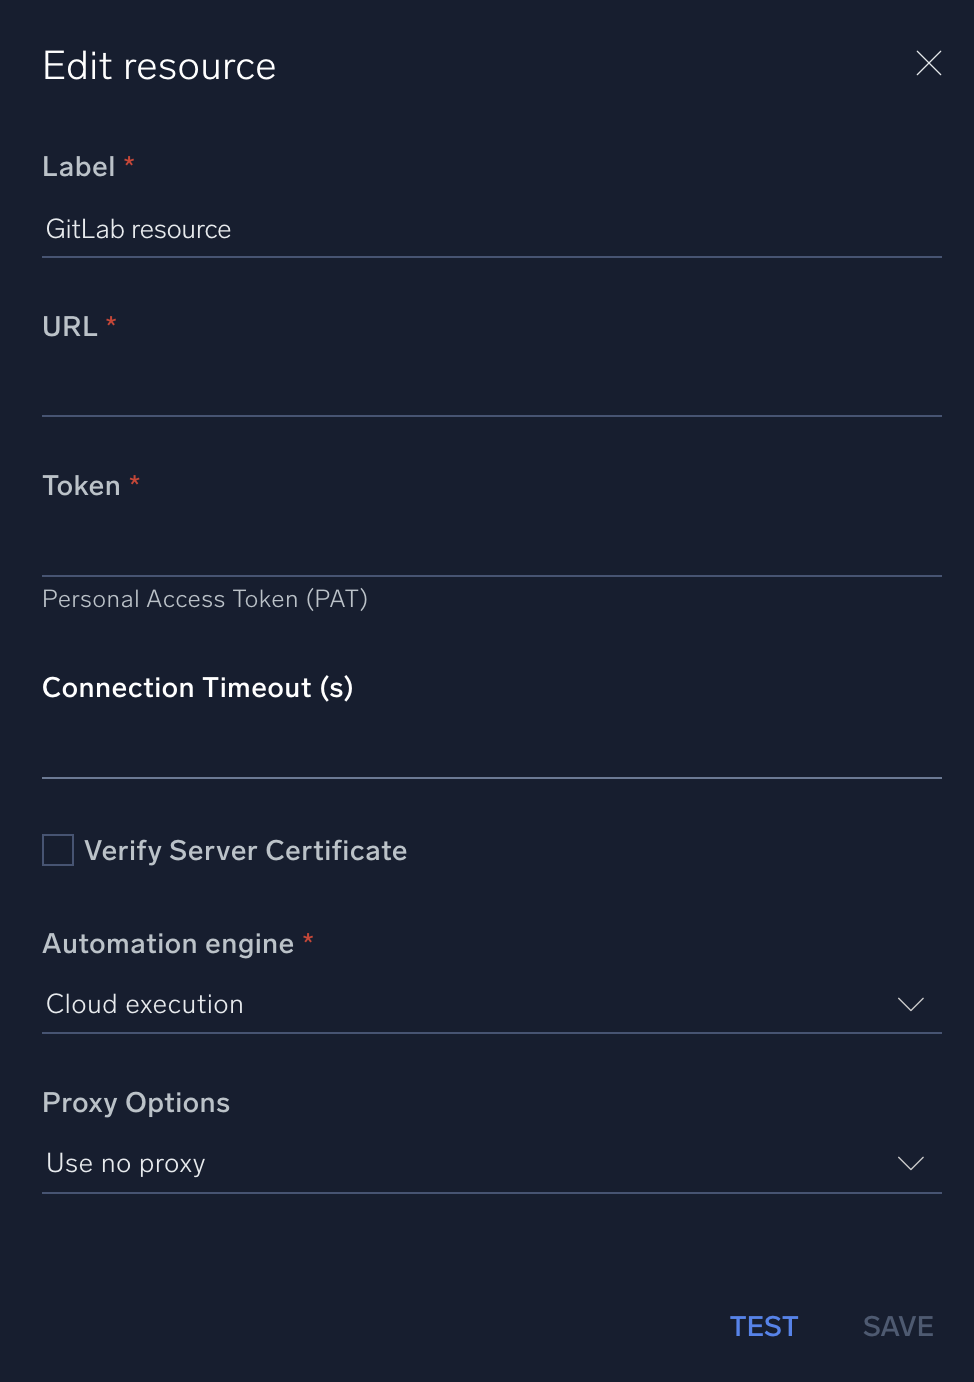 Edit resource
Label *
GitLab resource
URL *
Token *
Personal Access Token (PAT)
Connection Timeout (s)
Verify Server Certificate
Automation engine *
Cloud execution
Proxy Options
Use no proxy
TEST SAVE